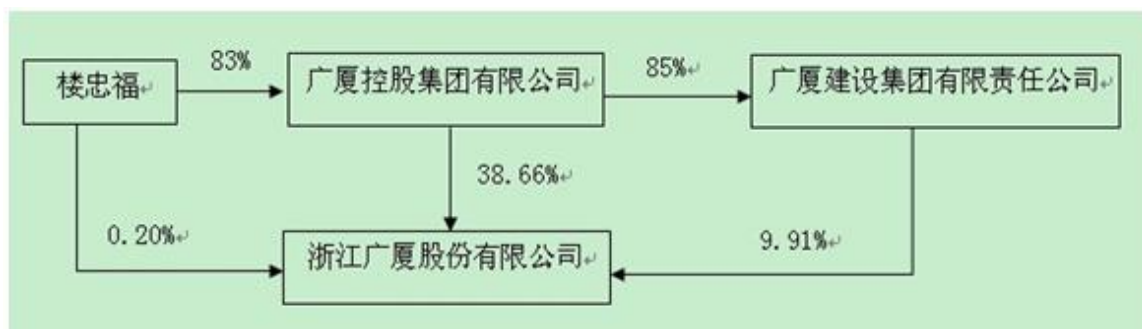 83%
楼忠福
广厦控股集团有限公司
85%
广厦建设集团有限责任公司
38.66%
0.20%
9.91%
浙江广厦股份有限公司